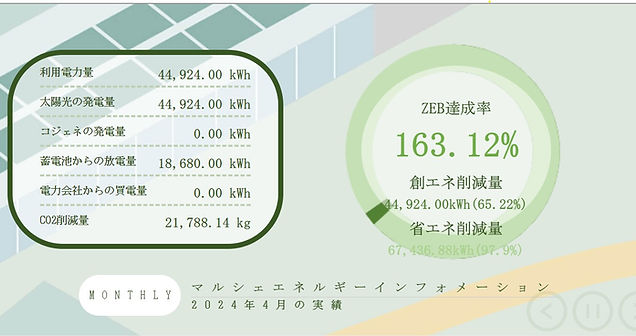 利用電力量 44,924.00 kWh
太陽光の発電量 44,924.00 kWh
コジェネの発電量 0.00 kWh
蓄電池からの放電量 18,680.00 kWh
電力会社からの買電量 0.00 kWh
CO2削減量 21,788.14 kg
ZEB達成率
163.12%
創エネ削減量
44,924.00kWh(65.22%)
省エネ削減量
67,436.88kWh(97.9%)
MONTHLY
マルシェエネルギーインフォメーション
2024年4月の実績